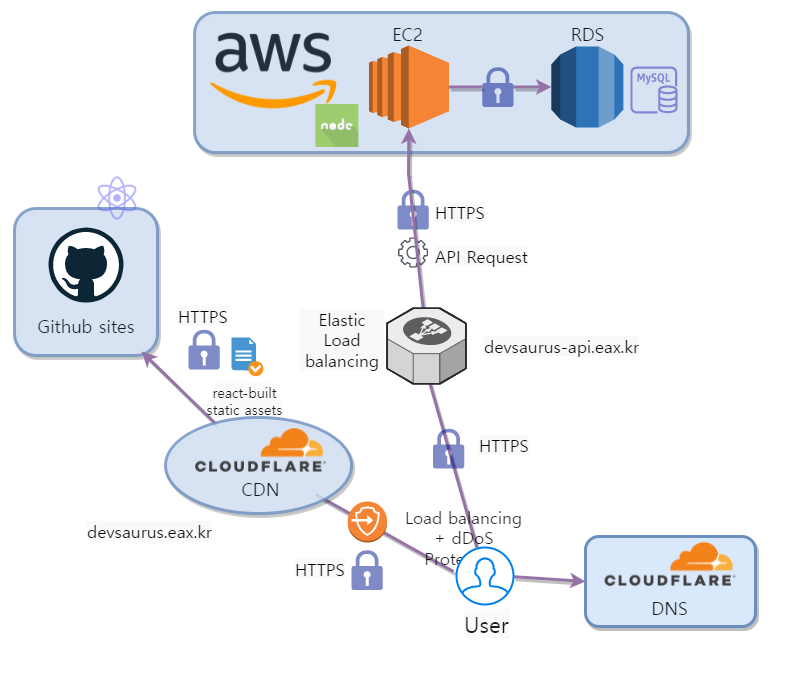 EC2
RDS
aws
MySQL
node
HTTPS
API Request
Github sites
HTTPS
Elastic
Load
balancing
devsaurus-api.eax.kr
react-built
static assets
HTTPS
CLOUDFLARE
CDN
devsaurus.eax.kr
Load balancing
+ dDoS
Prote
HTTPS
CLOUDFLARE
DNS
User